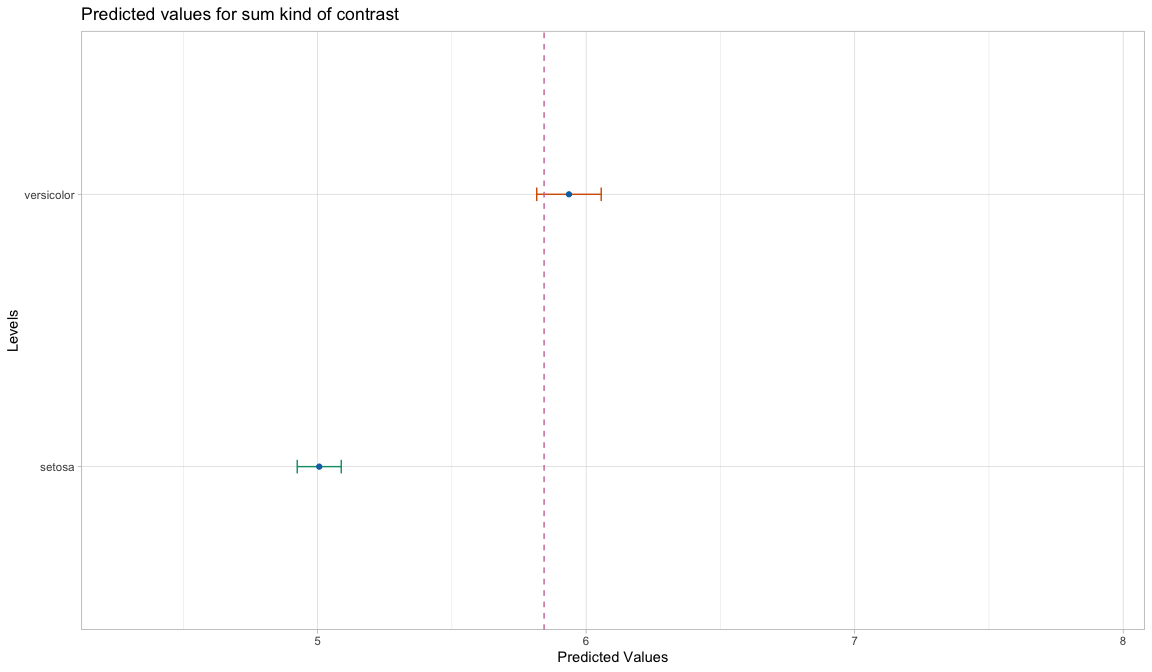 Predicted values for sum kind of contrast
versicolor
Levels
setosa
5
6
7
8
Predicted Values